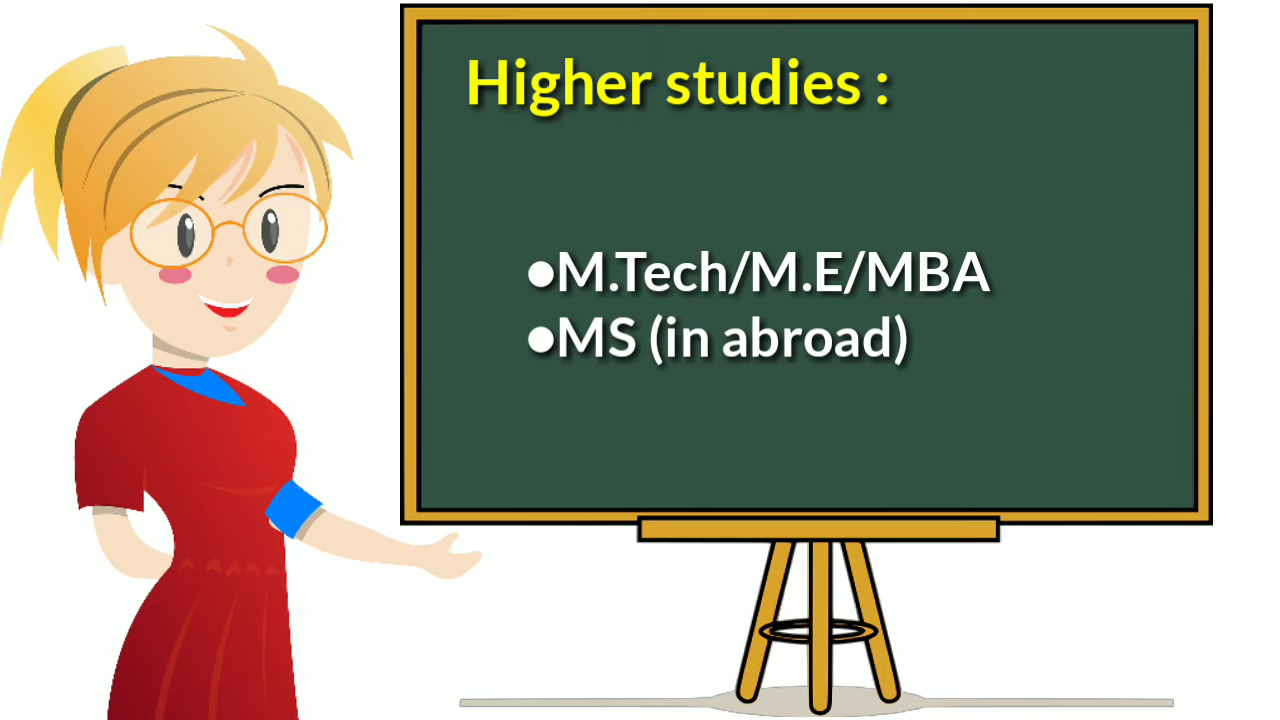 Higher studies :
●M.Tech/M.E/MBA
●MS (in abroad)